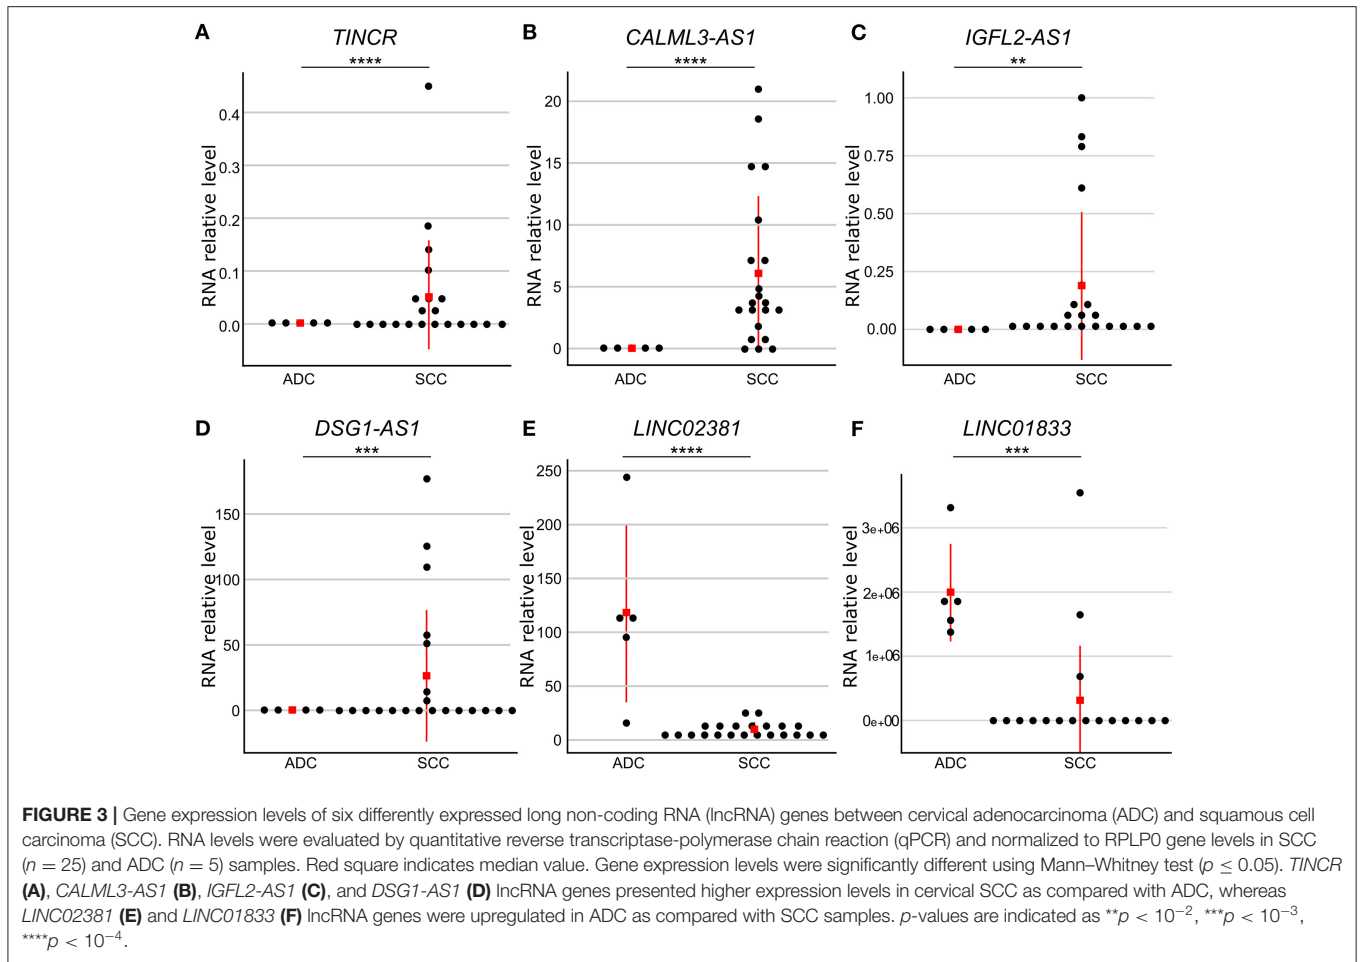 A
TINCR
****
RNA relative level
0.4
0.3
0.2
0.1
0.0
ADC
SCC
B
CALML3-AS1
****
RNA relative level
20
15
10
5
0
ADC
SCC
C
IGFL2-AS1
**
RNA relative level
1.00
0.75
0.50
0.25
0.00
ADC
SCC
D
DSG1-AS1
***
RNA relative level
150
100
50
0
ADC
SCC
E
LINC02381
****
RNA relative level
250
200
150
100
50
0
ADC
SCC
F
LINC01833
***
RNA relative level
3e+06
2e+06
1e+06
0e+00
ADC
SCC
FIGURE 3 | Gene expression levels of six differently expressed long non-coding RNA (lncRNA) genes between cervical adenocarcinoma (ADC) and squamous cell
carcinoma (SCC). RNA levels were evaluated by quantitative reverse transcriptase-polymerase chain reaction (qPCR) and normalized to RPLP0 gene levels in SCC
(n = 25) and ADC (n = 5) samples. Red square indicates median value. Gene expression levels were significantly different using Mann–Whitney test (p ≤ 0.05). TINCR
(A), CALML3-AS1 (B), IGFL2-AS1 (C), and DSG1-AS1 (D) lncRNA genes presented higher expression levels in cervical SCC as compared with ADC, whereas
LINC02381 (E) and LINC01833 (F) lncRNA genes were upregulated in ADC as compared with SCC samples. p-values are indicated as **p < 10⁻², ***p < 10⁻³,
****p < 10⁻⁴.